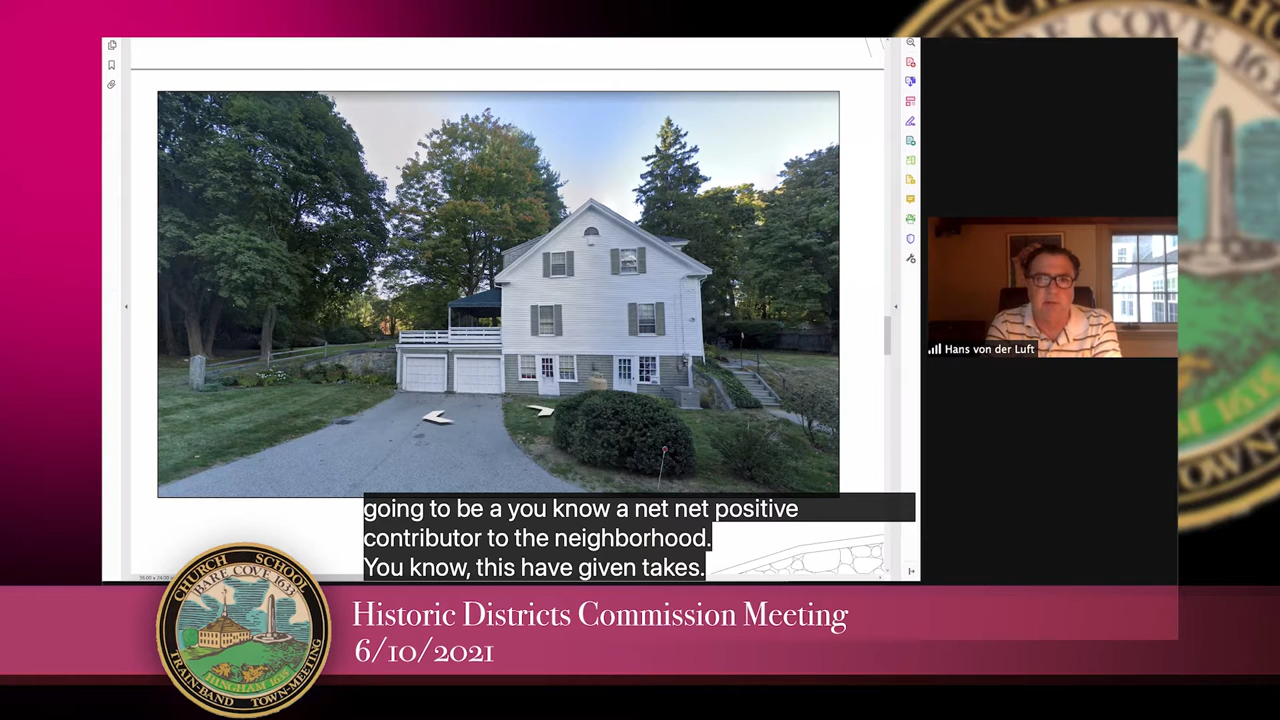 Hans von der Luft
going to be a you know a net net positive
contributor to the neighborhood.
You know, this have given takes.
CHURCH SCHOOL
BARE COVE 1633
HINGHAM 1635
TRAIN-BAND TOWN-MEETING
Historic Districts Commission Meeting
6/10/2021